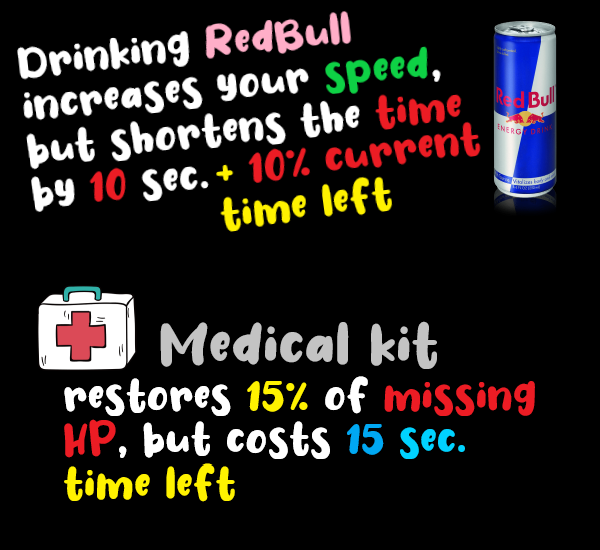 Drinking RedBull
increases your speed,
but shortens the time
by 10 sec. + 10% current
time left
Red Bull
ENERGY DRINK
Medical kit
restores 15% of missing
HP, but costs 15 sec.
time left